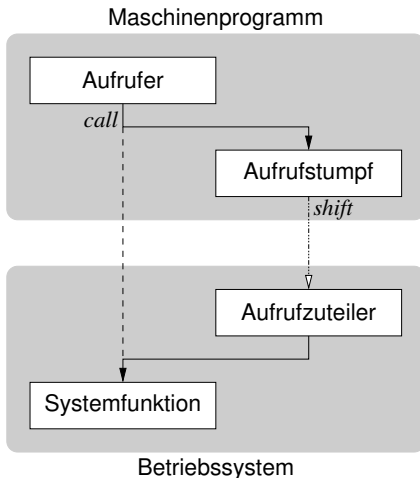 Maschinenprogramm
Aufrufer
call
Aufrufstumpf
shift
Aufrufzuteiler
Systemfunktion
Betriebssystem